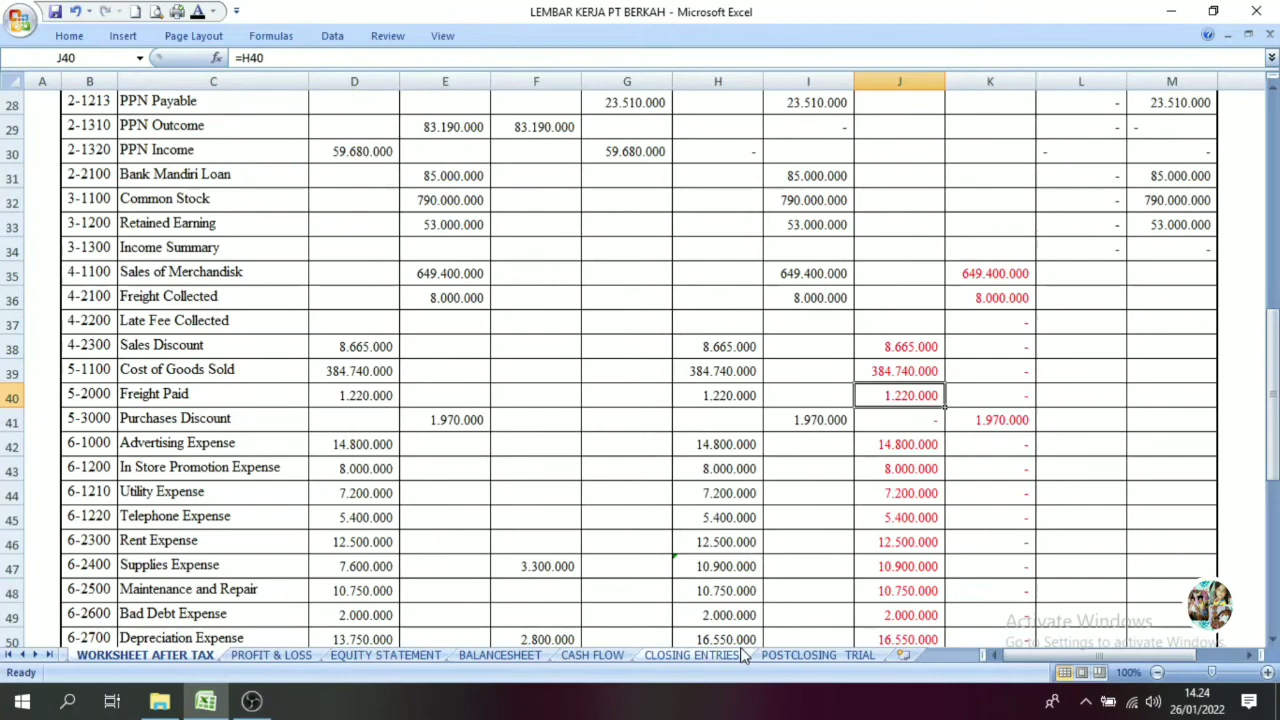 LEMBAR KERJA PT BERKAH - Microsoft Excel
Home Insert Page Layout Formulas Data Review View
J40 fx =H40
A B C D E F G H I J K L M
28 2-1213 PPN Payable 23.510.000 23.510.000 - 23.510.000
29 2-1310 PPN Outcome 83.190.000 83.190.000 - - -
30 2-1320 PPN Income 59.680.000 59.680.000 - - -
31 2-2100 Bank Mandiri Loan 85.000.000 85.000.000 - 85.000.000
32 3-1100 Common Stock 790.000.000 790.000.000 - 790.000.000
33 3-1200 Retained Earning 53.000.000 53.000.000 - 53.000.000
34 3-1300 Income Summary - -
35 4-1100 Sales of Merchandisk 649.400.000 649.400.000 649.400.000
36 4-2100 Freight Collected 8.000.000 8.000.000 8.000.000
37 4-2200 Late Fee Collected -
38 4-2300 Sales Discount 8.665.000 8.665.000 8.665.000 -
39 5-1100 Cost of Goods Sold 384.740.000 384.740.000 384.740.000 -
40 5-2000 Freight Paid 1.220.000 1.220.000 1.220.000 -
41 5-3000 Purchases Discount 1.970.000 1.970.000 - 1.970.000
42 6-1000 Advertising Expense 14.800.000 14.800.000 14.800.000 -
43 6-1200 In Store Promotion Expense 8.000.000 8.000.000 8.000.000 -
44 6-1210 Utility Expense 7.200.000 7.200.000 7.200.000 -
45 6-1220 Telephone Expense 5.400.000 5.400.000 5.400.000 -
46 6-2300 Rent Expense 12.500.000 12.500.000 12.500.000 -
47 6-2400 Supplies Expense 7.600.000 3.300.000 10.900.000 10.900.000 -
48 6-2500 Maintenance and Repair 10.750.000 10.750.000 10.750.000 -
49 6-2600 Bad Debt Expense 2.000.000 2.000.000 2.000.000 -
50 6-2700 Depreciation Expense 13.750.000 2.800.000 16.550.000 16.550.000 -
Activate Windows
Go to Settings to activate Windows.
WORKSHEET AFTER TAX PROFIT & LOSS EQUITY STATEMENT BALANCESHEET CASH FLOW CLOSING ENTRIES POSTCLOSING TRIAL
Ready 100%
14.24
26/01/2022